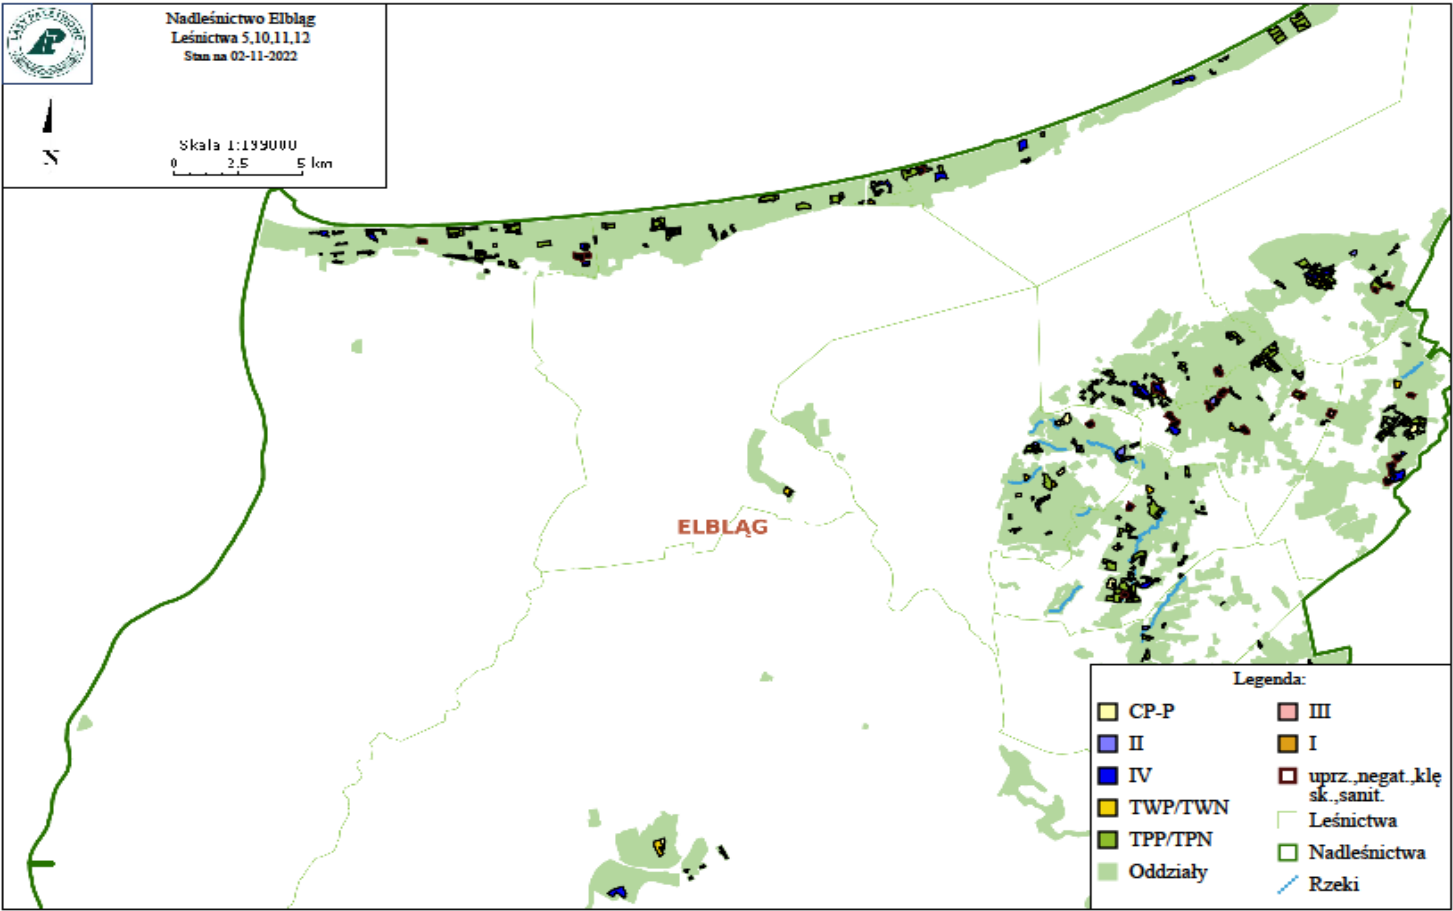 LASY PAŃSTWOWE
Nadleśnictwo Elbląg
Leśnictwa 5,10,11,12
Stan na 02-11-2022
N
Skala 1:199000
0 2.5 5 km
ELBLĄG
Legenda:
CP-P
II
IV
TWP/TWN
TPP/TPN
Oddziały
III
I
uprz.,negat.,klę
sk.,sanit.
Leśnictwa
Nadleśnictwa
Rzeki